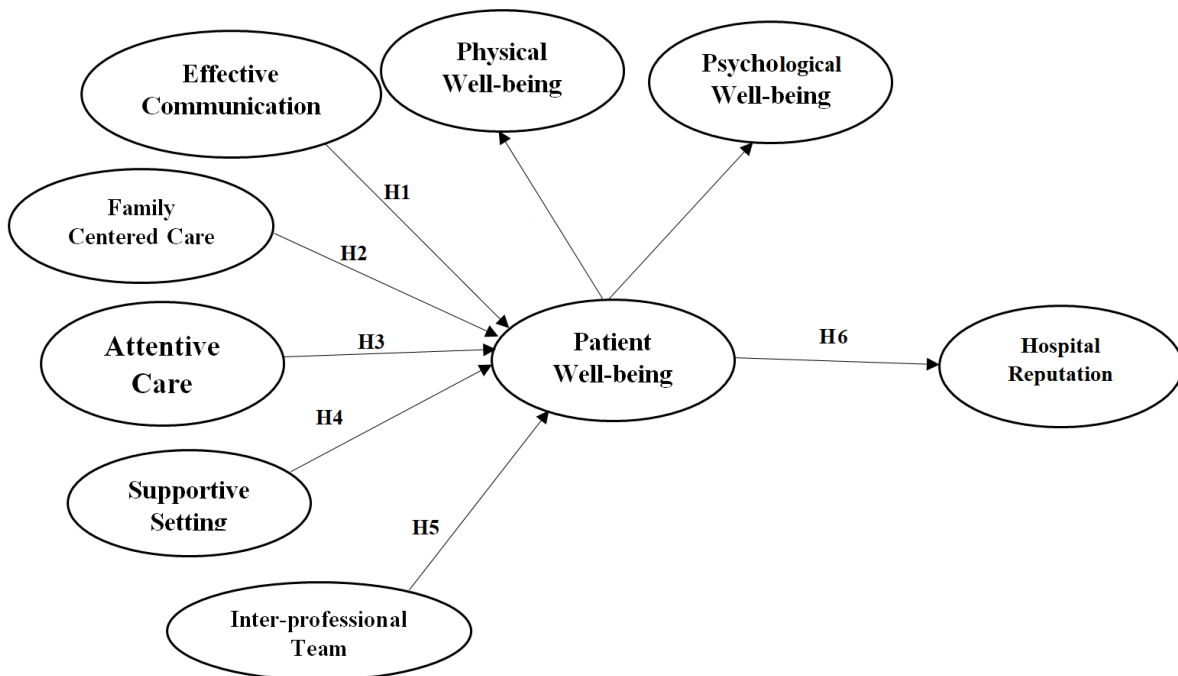 Effective
Communication
Physical
Well-being
Psychological
Well-being
H1
Family
Centered Care
H2
Attentive
Care
H3
Patient
Well-being
H6
Hospital
Reputation
H4
Supportive
Setting
H5
Inter-professional
Team